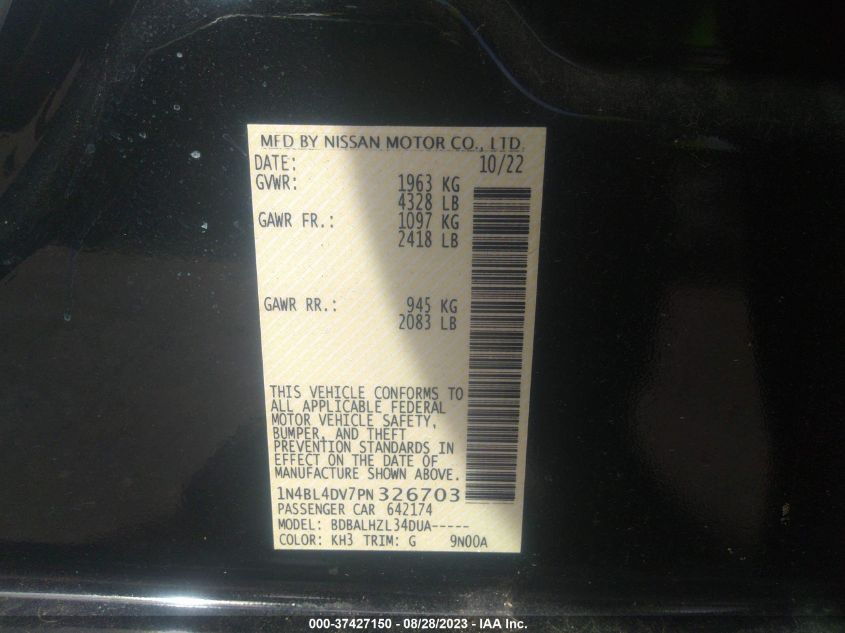 MFD BY NISSAN MOTOR CO., LTD.
DATE: 10/22
GVWR: 1963 KG
4328 LB
GAWR FR.: 1097 KG
2418 LB
GAWR RR.: 945 KG
2083 LB
THIS VEHICLE CONFORMS TO
ALL APPLICABLE FEDERAL
MOTOR VEHICLE SAFETY,
BUMPER, AND THEFT
PREVENTION STANDARDS IN
EFFECT ON THE DATE OF
MANUFACTURE SHOWN ABOVE.
1N4BL4DV7PN326703
PASSENGER CAR 642174
MODEL: BDBALHZL34DUA-----
COLOR: KH3 TRIM: G 9N00A
000-37427150 - 08/28/2023 - IAA Inc.